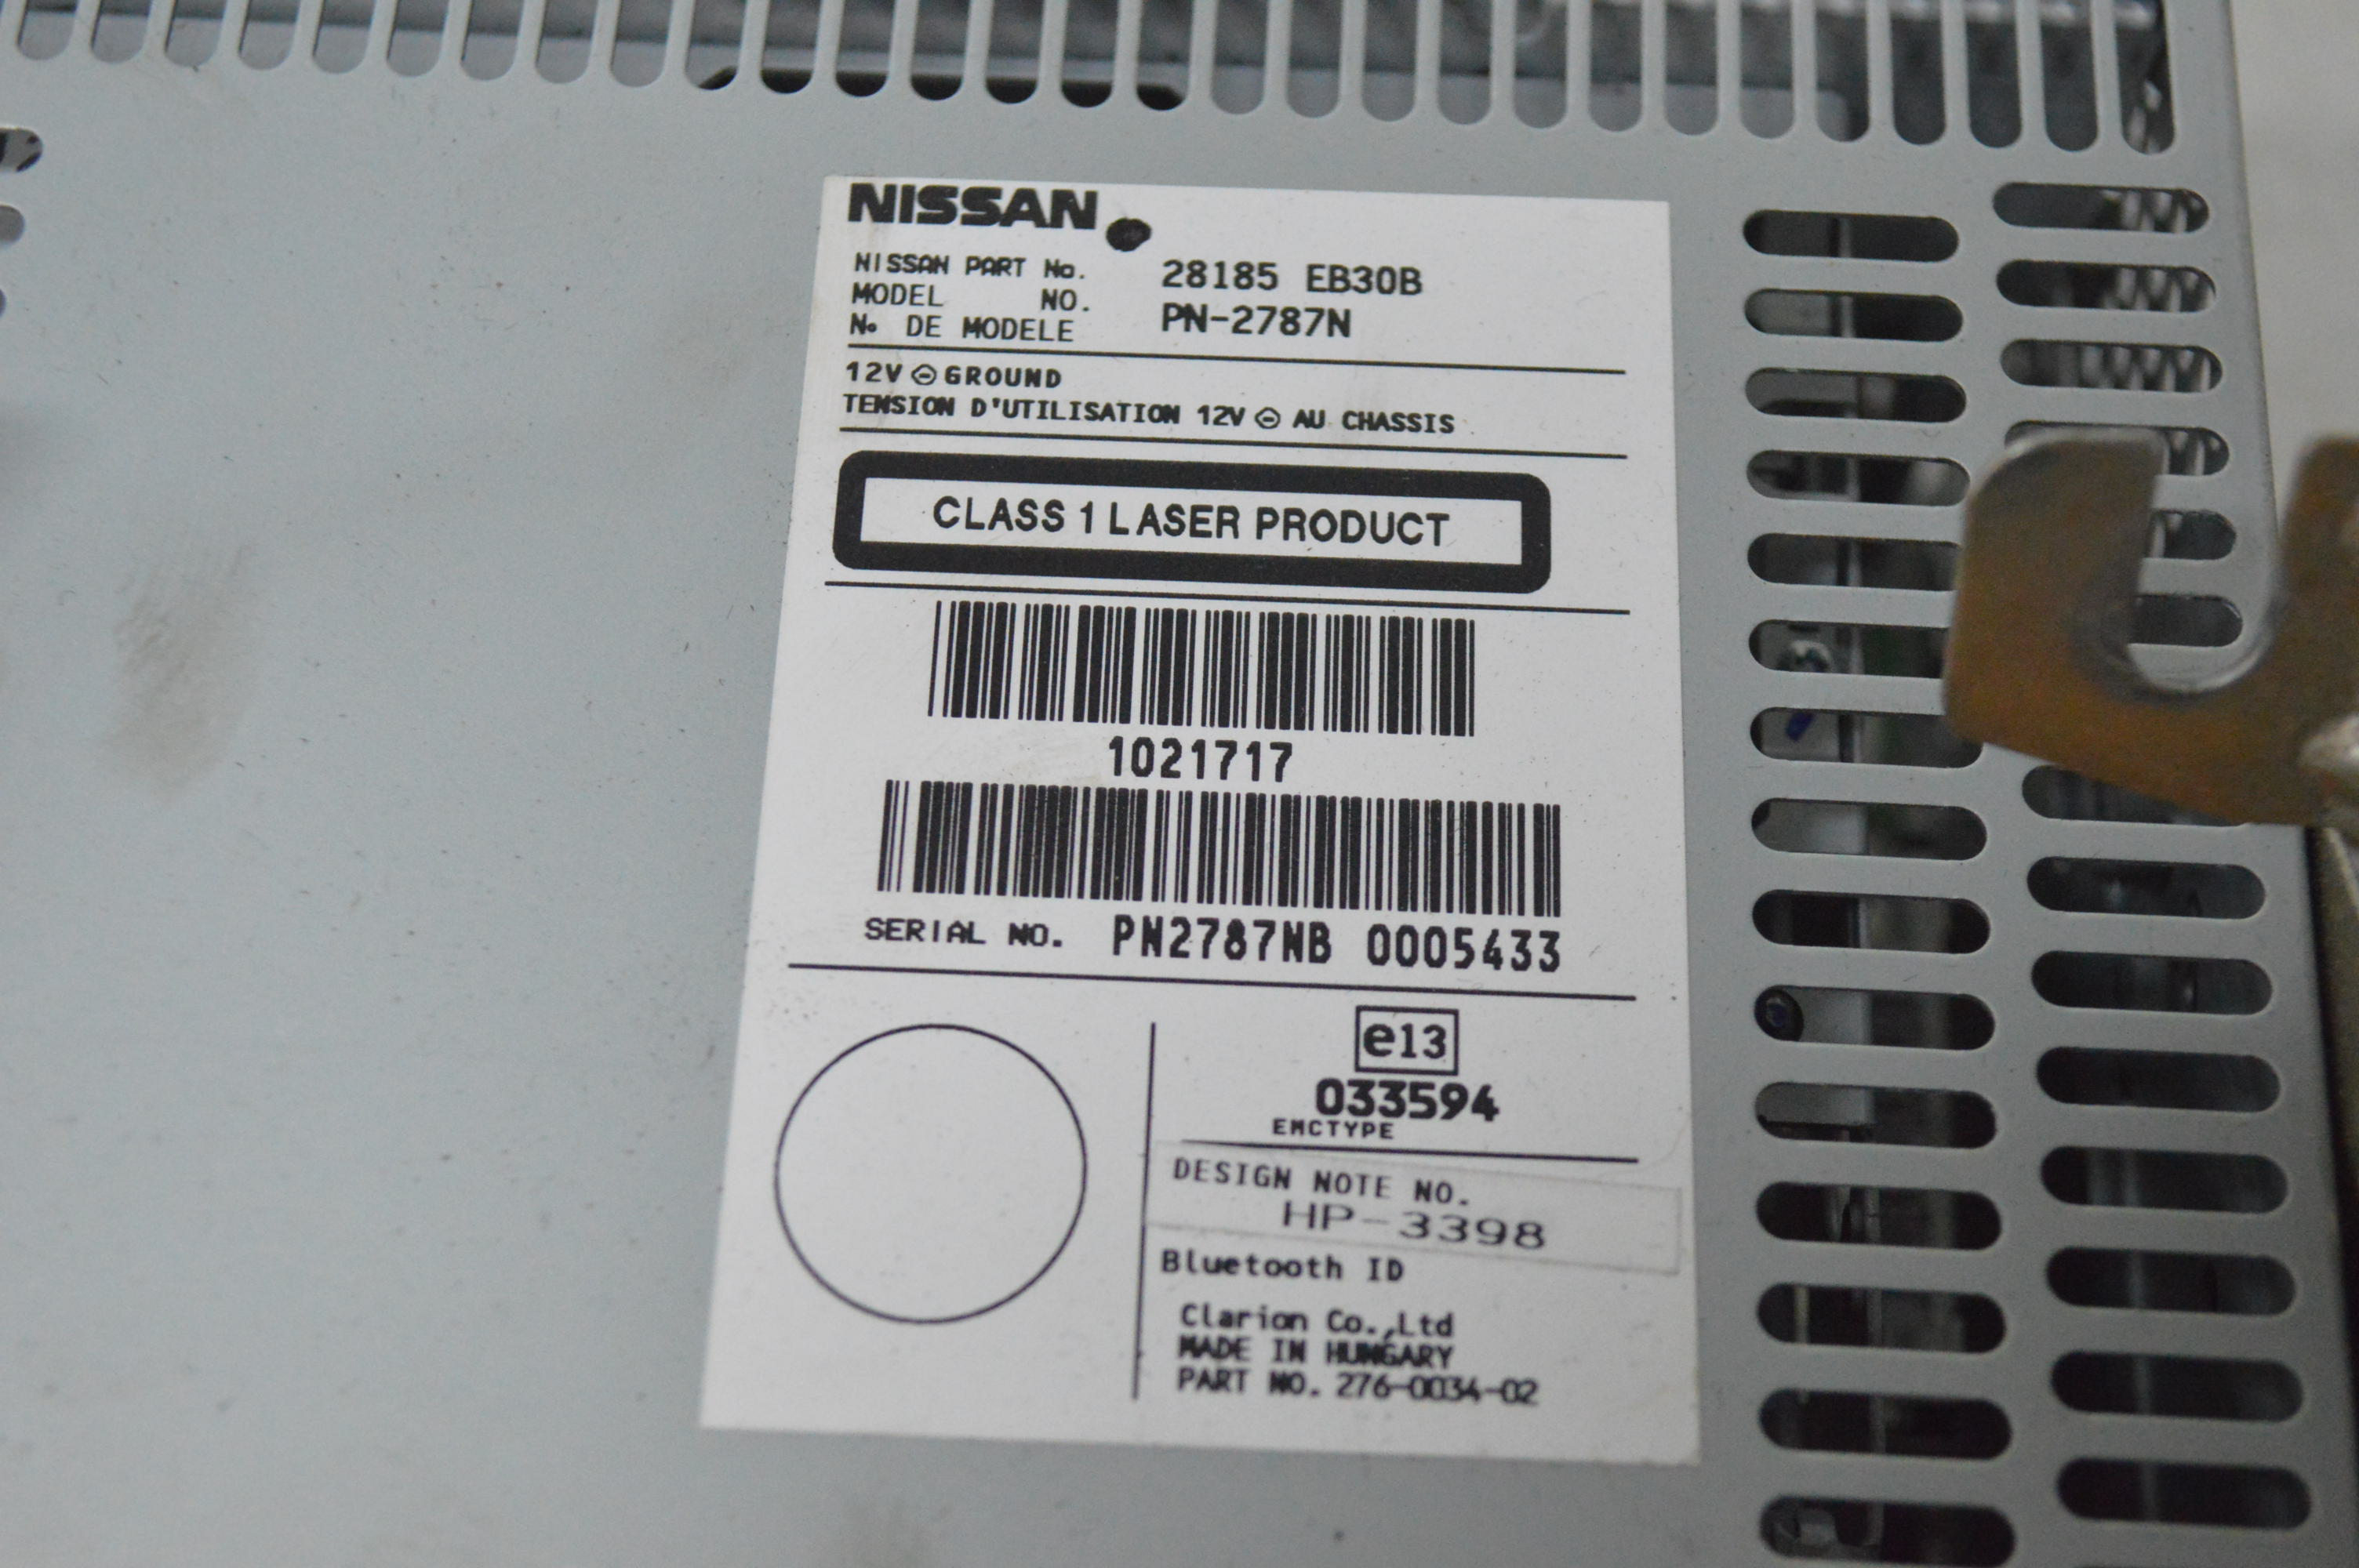 NISSAN
NISSAN PART No. 28185 EB30B
MODEL NO. PN-2787N
No DE MODELE
12V ⊖ GROUND
TENSION D'UTILISATION 12V ⊖ AU CHASSIS
CLASS 1 LASER PRODUCT
1021717
SERIAL NO. PN2787NB 0005433
e13
033594
EMCTYPE
DESIGN NOTE NO.
HP-3398
Bluetooth ID
Clarion Co.,Ltd
MADE IN HUNGARY
PART NO. 276-0034-02